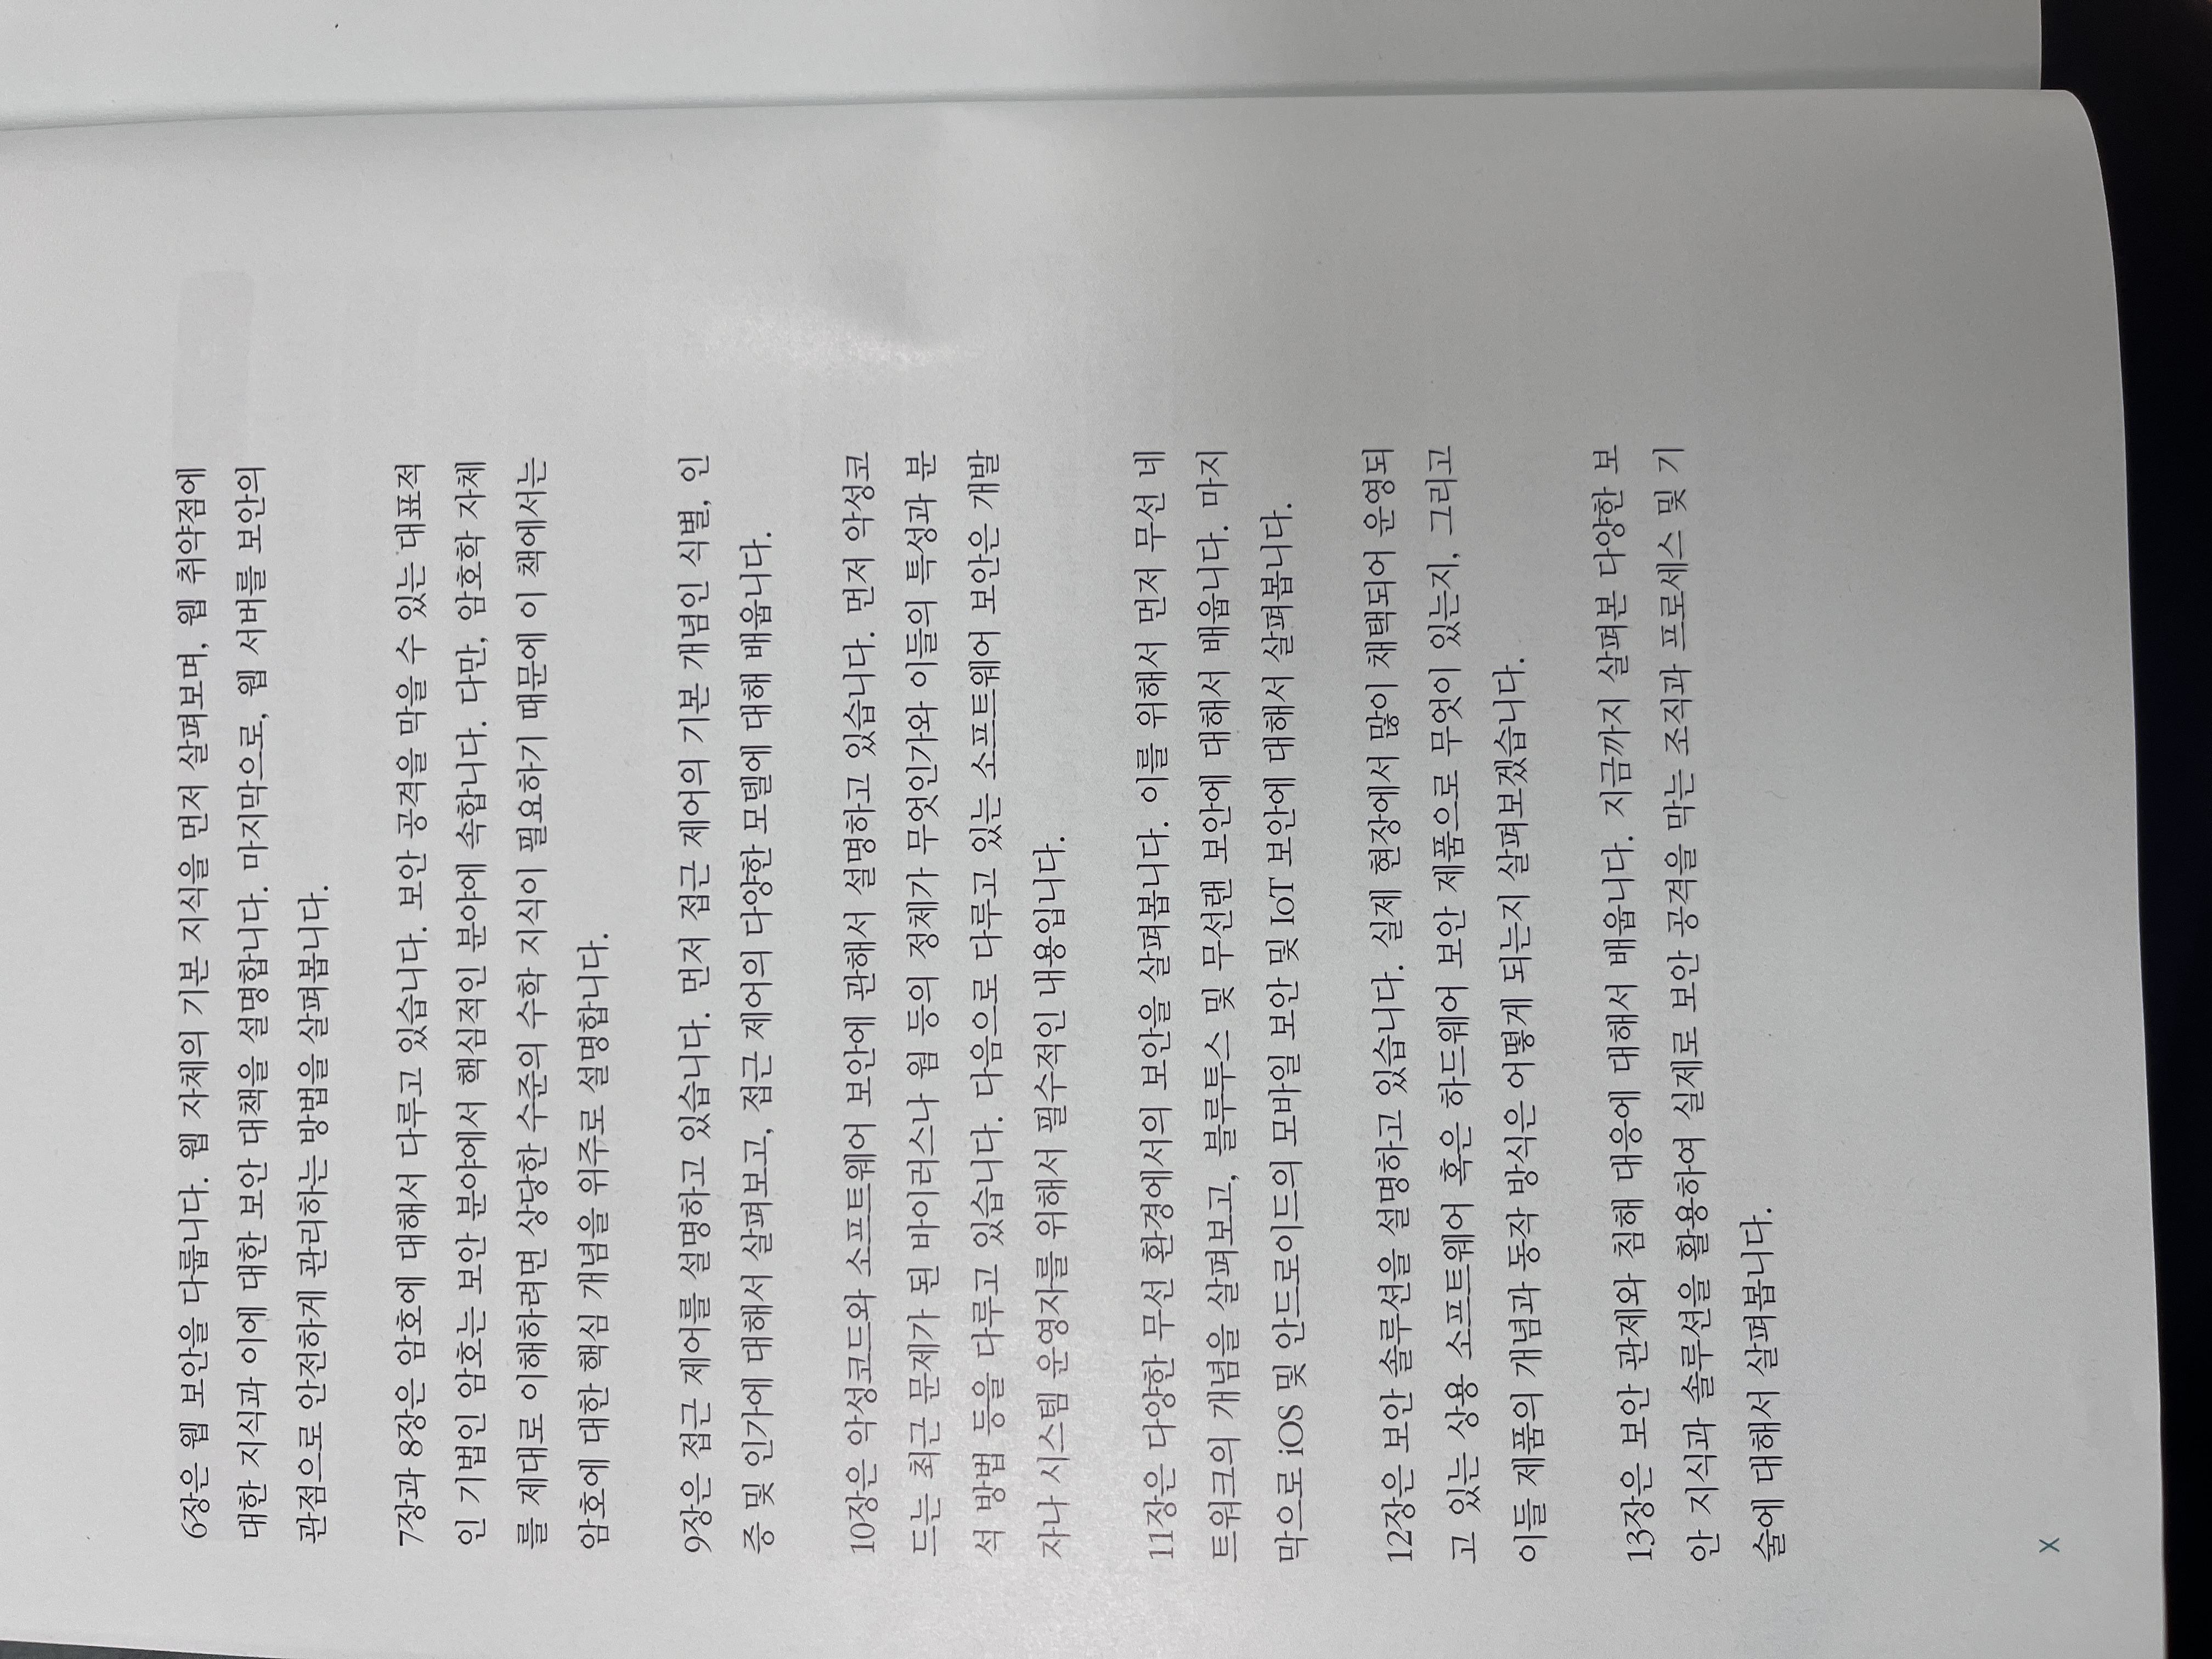 6장은 웹 보안을 다룹니다. 웹 자체의 기본 지식을 먼저 살펴보며, 웹 취약점에
대한 지식과 이에 대한 보안 대책을 설명합니다. 마지막으로, 웹 서버를 보안의
관점으로 안전하게 관리하는 방법을 살펴봅니다.
7장과 8장은 암호에 대해서 다루고 있습니다. 보안 공격을 막을 수 있는 대표적
인 기법인 암호는 보안 분야에서 핵심적인 분야에 속합니다. 다만, 암호학 자체
를 제대로 이해하려면 상당한 수준의 수학 지식이 필요하기 때문에 이 책에서는
암호에 대한 핵심 개념을 위주로 설명합니다.
9장은 접근 제어를 설명하고 있습니다. 먼저 접근 제어의 기본 개념인 식별, 인
증 및 인가에 대해서 살펴보고, 접근 제어의 다양한 모델에 대해 배웁니다.
10장은 악성코드와 소프트웨어 보안에 관해서 설명하고 있습니다. 먼저 악성코
드는 최근 문제가 된 바이러스나 웜 등의 정체가 무엇인가와 이들의 특성과 분
석 방법 등을 다루고 있습니다. 다음으로 다루고 있는 소프트웨어 보안은 개발
자나 시스템 운영자를 위해서 필수적인 내용입니다.
11장은 다양한 무선 환경에서의 보안을 살펴봅니다. 이를 위해서 먼저 무선 네
트워크의 개념을 살펴보고, 블루투스 및 무선랜 보안에 대해서 배웁니다. 마지
막으로 iOS 및 안드로이드의 모바일 보안 및 IoT 보안에 대해서 살펴봅니다.
12장은 보안 솔루션을 설명하고 있습니다. 실제 현장에서 많이 채택되어 운영되
고 있는 상용 소프트웨어 혹은 하드웨어 보안 제품으로 무엇이 있는지, 그리고
이들 제품의 개념과 동작 방식은 어떻게 되는지 살펴보겠습니다.
13장은 보안 관제와 침해 대응에 대해서 배웁니다. 지금까지 살펴본 다양한 보
안 지식과 솔루션을 활용하여 실제로 보안 공격을 막는 조직과 프로세스 및 기
술에 대해서 살펴봅니다.
X